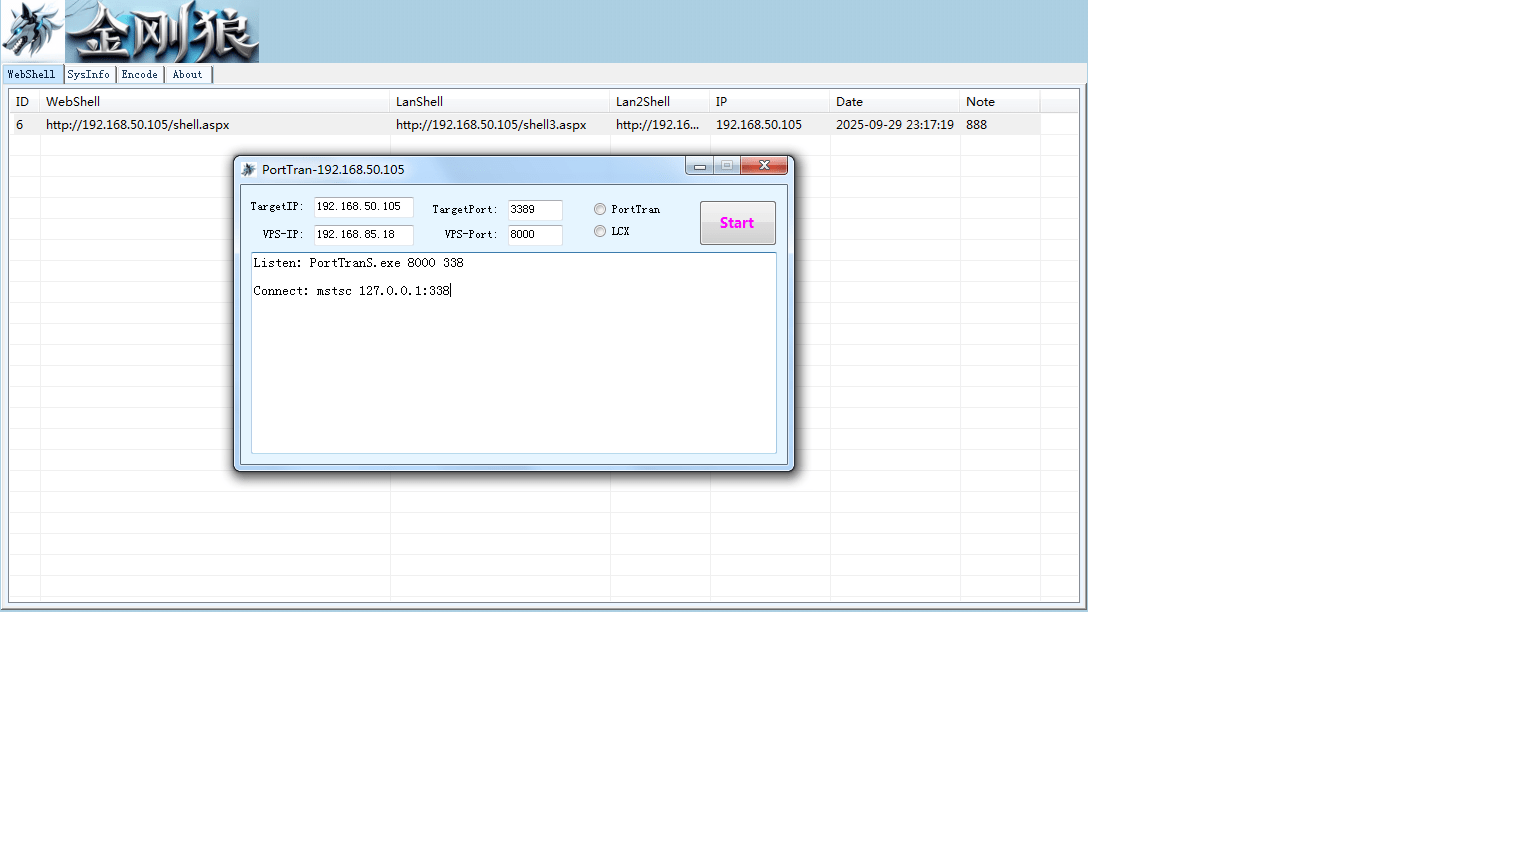 金刚狼
WebShell SysInfo Encode About
ID WebShell LanShell Lan2Shell IP Date Note
6 http://192.168.50.105/shell.aspx http://192.168.50.105/shell3.aspx http://192.16... 192.168.50.105 2025-09-29 23:17:19 888
PortTran-192.168.50.105
TargetIP: 192.168.50.105 TargetPort: 3389 PortTran
Start
VPS-IP: 192.168.85.18 VPS-Port: 8000 LCX
Listen: PortTranS.exe 8000 338
Connect: mstsc 127.0.0.1:338